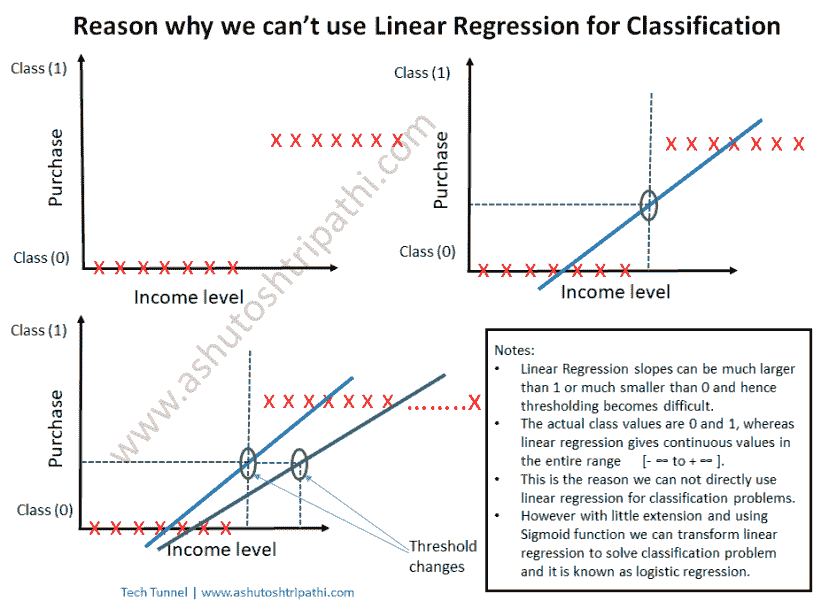 Reason why we can't use Linear Regression for Classification
Class (1)
Purchase
Class (0)
X X X X X X X
X X X X X X X
Income level
Class (1)
Purchase
Class (0)
X X X X X X X
X X X X X X X
Income level
www.ashutoshtripathi.com
Class (1)
Purchase
Class (0)
X X X X X X X ........X
X X X X X X X
Income level
Threshold
changes
Notes:
• Linear Regression slopes can be much larger
than 1 or much smaller than 0 and hence
thresholding becomes difficult.
• The actual class values are 0 and 1, whereas
linear regression gives continuous values in
the entire range [- ∞ to + ∞ ].
• This is the reason we can not directly use
linear regression for classification problems.
• However with little extension and using
Sigmoid function we can transform linear
regression to solve classification problem
and it is known as logistic regression.
Tech Tunnel | www.ashutoshtripathi.com